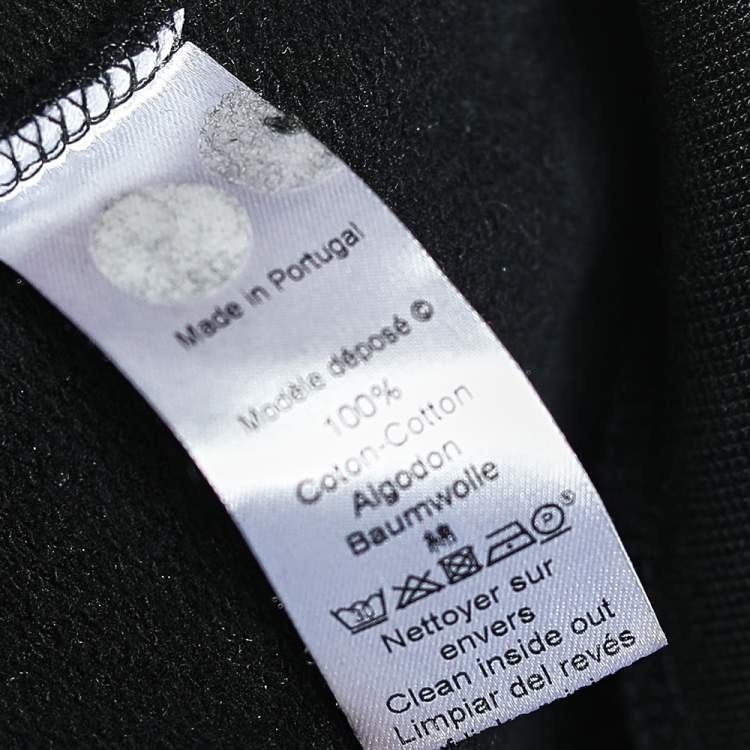 Made in Portugal
Modèle déposé ©
100%
Coton-Cotton
Algodon
Baumwolle
M
30 P S
Nettoyer sur
envers
Clean inside out
Limpiar del revés